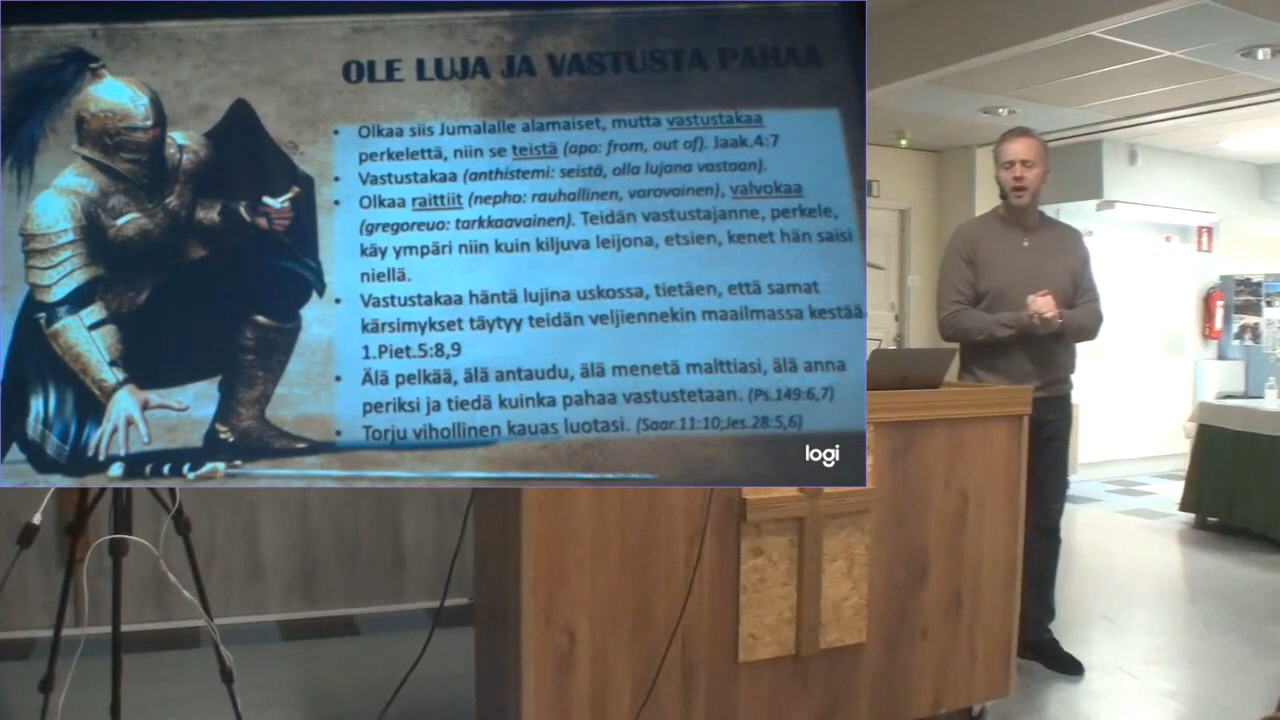 OLE LUJA JA VASTUSTA PAHAA
• Olkaa siis Jumalalle alamaiset, mutta vastustakaa
perkelettä, niin se teistä (apo: from, out of). Jaak.4:7
• Vastustakaa (anthistemi: seistä, olla lujana vastaan).
• Olkaa raittiit (nepho: rauhallinen, varovainen), valvokaa
(gregoreuo: tarkkaavainen). Teidän vastustajanne, perkele,
käy ympäri niin kuin kiljuva leijona, etsien, kenet hän saisi
niellä.
• Vastustakaa häntä lujina uskossa, tietäen, että samat
kärsimykset täytyy teidän veljiennekin maailmassa kestää
1.Piet.5:8,9
• Älä pelkää, älä antaudu, älä menetä malttiasi, älä anna
periksi ja tiedä kuinka pahaa vastustetaan. (Ps.149:6,7)
• Torju vihollinen kauas luotasi. (Saar.11:10;Jes.28:5,6)
logi